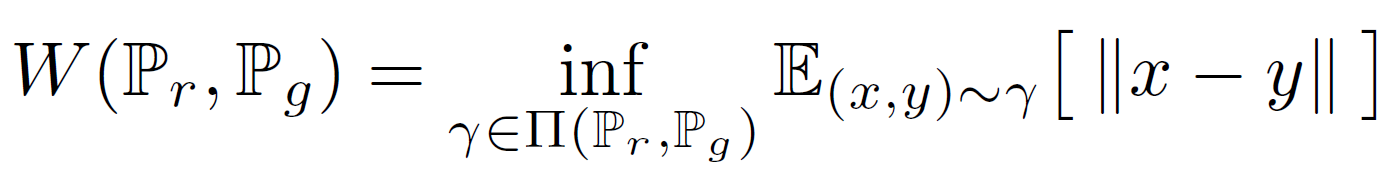 W(ℙ_r, ℙ_g) = inf_{γ∈Π(ℙ_r,ℙ_g)} 𝔼_{(x,y)∼γ}[ ‖x − y‖ ]